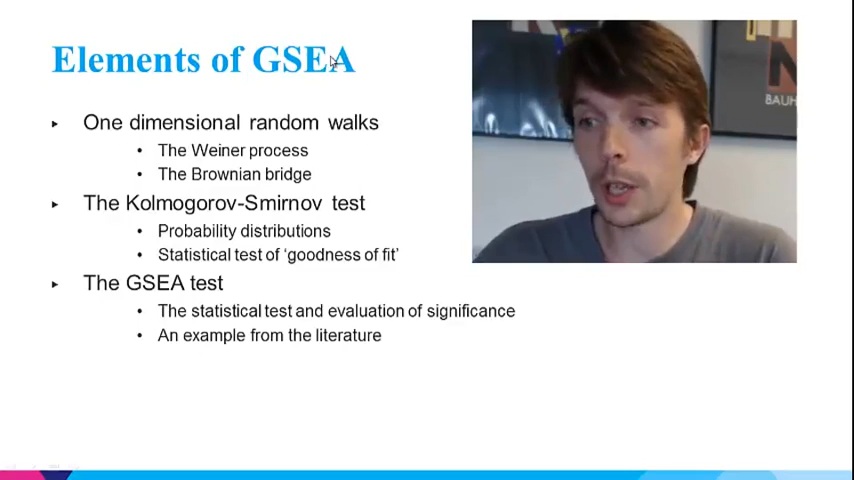 Elements of GSEA
One dimensional random walks
The Weiner process
The Brownian bridge
The Kolmogorov-Smirnov test
Probability distributions
Statistical test of ‘goodness of fit’
The GSEA test
The statistical test and evaluation of significance
An example from the literature
BAUH